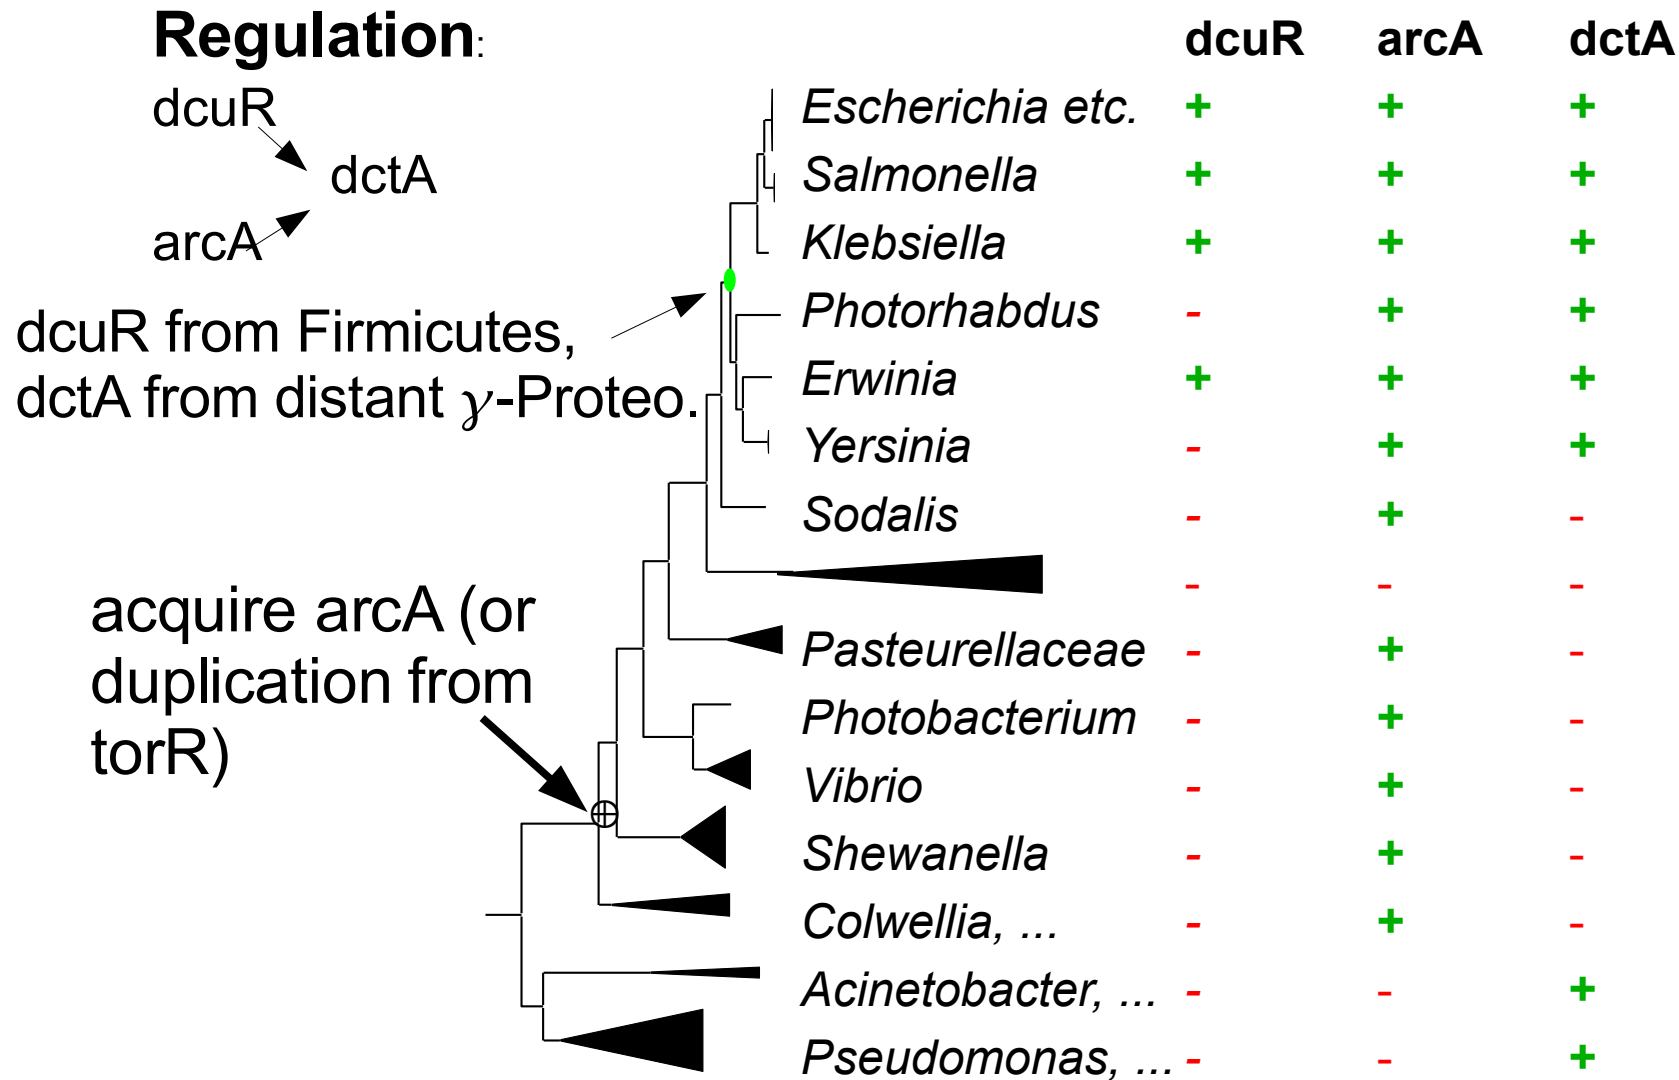 Regulation:
dcuR
dctA
arcA
dcuR from Firmicutes,
dctA from distant γ-Proteo.
acquire arcA (or
duplication from
torR)
dcuR arcA dctA
Escherichia etc. + + +
Salmonella + + +
Klebsiella + + +
Photorhabdus - + +
Erwinia + + +
Yersinia - + +
Sodalis - + -
- - -
Pasteurellaceae - + -
Photobacterium - + -
Vibrio - + -
Shewanella - + -
Colwellia, ... - + -
Acinetobacter, ... - - +
Pseudomonas, ... - - +